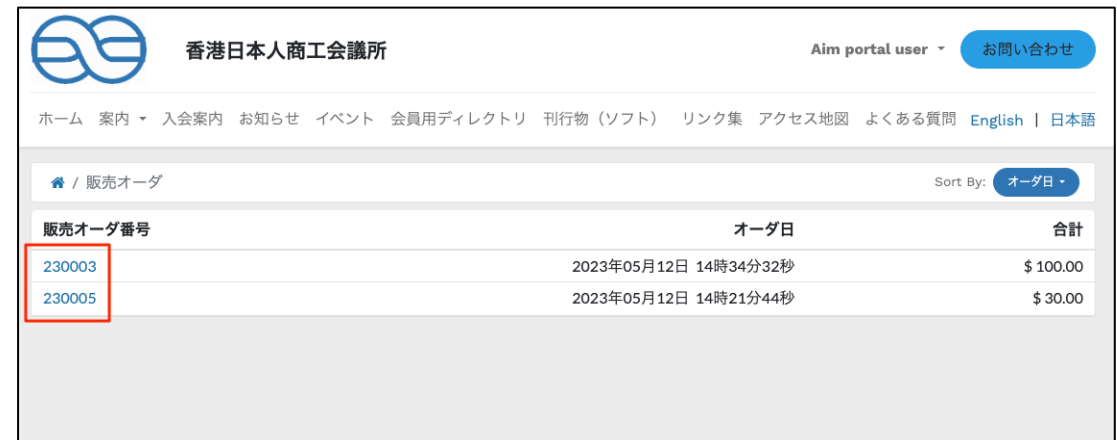 香港日本人商工会議所 Aim portal user お問い合わせ
ホーム 案内 入会案内 お知らせ イベント 会員用ディレクトリ 刊行物（ソフト） リンク集 アクセス地図 よくある質問 English | 日本語
/ 販売オーダ Sort By: オーダ日
販売オーダ番号 オーダ日 合計
230003 2023年05月12日 14時34分32秒 $ 100.00
230005 2023年05月12日 14時21分44秒 $ 30.00